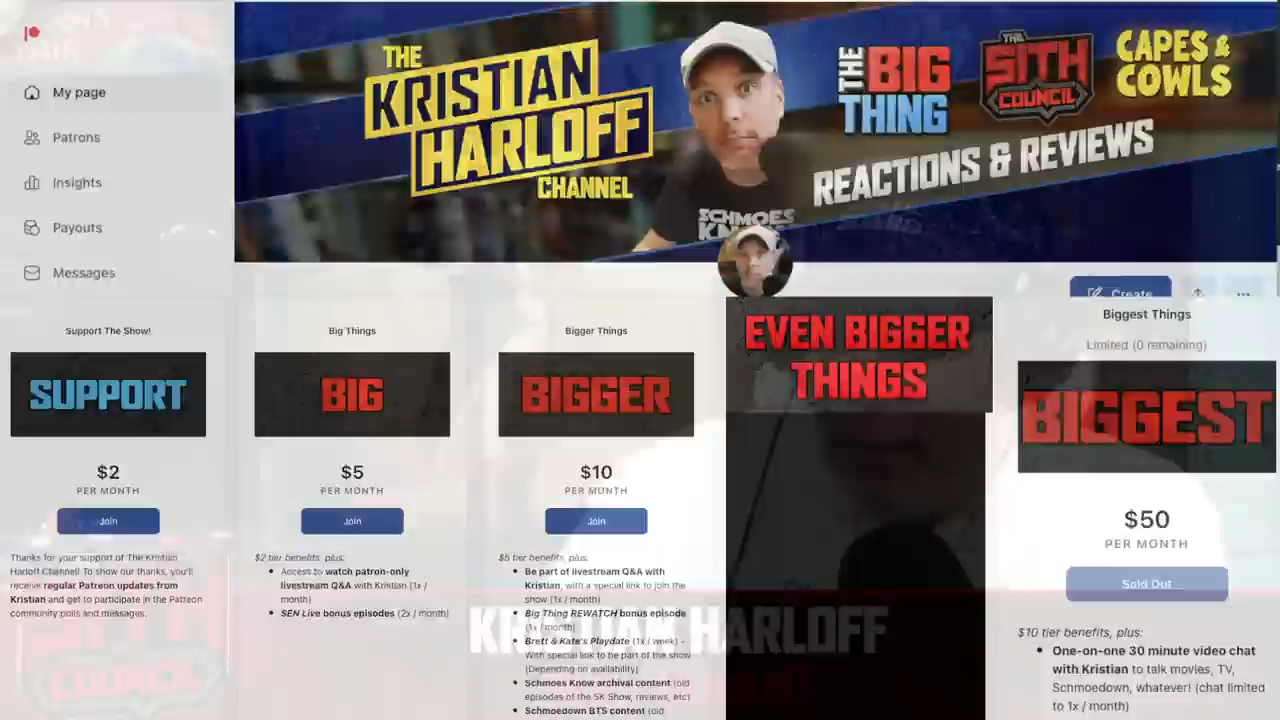 THE
KRISTIAN
HARLOFF
CHANNEL
SCHMOES
THE BIG
THING
THE
SITH
COUNCIL
CAPES &
COWLS
REACTIONS & REVIEWS
My page
Patrons
Insights
Payouts
Messages
Create
Support The Show!
SUPPORT
$2
PER MONTH
Join
Thanks for your support of The Kristian
Harloff Channel! To show our thanks, you'll
receive regular Patreon updates from
Kristian and get to participate in the Patreon
community polls and messages.
Big Things
BIG
$5
PER MONTH
Join
$2 tier benefits, plus:
Access to watch patron-only
livestream Q&A with Kristian (1x /
month)
SEN Live bonus episodes (2x / month)
Bigger Things
BIGGER
$10
PER MONTH
Join
$5 tier benefits, plus:
Be part of livestream Q&A with
Kristian, with a special link to join the
show (1x / month)
Big Thing REWATCH bonus episode
(1x / month)
Brett & Kate's Playdate (1x / week) -
With special link to be part of the show
(Depending on availability)
Schmoes Know archival content (old
episodes of the SK Show, reviews, etc)
Schmoedown BTS content (old
EVEN BIGGER
THINGS
Biggest Things
Limited (0 remaining)
BIGGEST
$50
PER MONTH
Sold Out
$10 tier benefits, plus:
One-on-one 30 minute video chat
with Kristian to talk movies, TV,
Schmoedown, whatever! (chat limited
to 1x / month)
KRISTIAN HARLOFF
SITH
COUNCIL